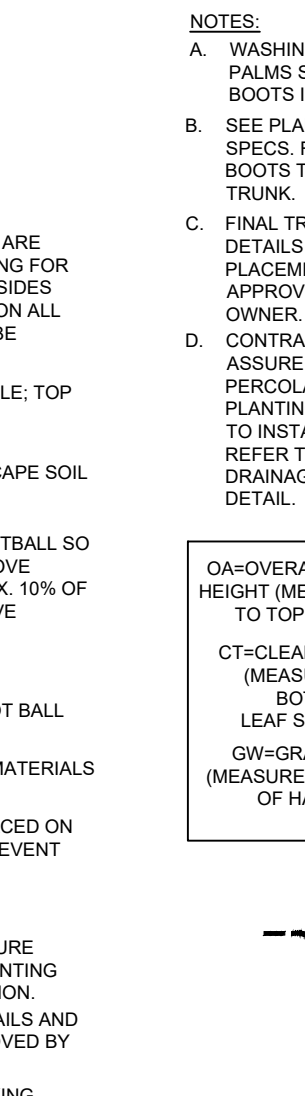 ARE
NG FOR
SIDES
ON ALL
BE
LE; TOP
CAPE SOIL
TBALL SO
OVE
X. 10% OF
VE
OT BALL
MATERIALS
CED ON
EVENT
URE
NTING
ION.
AILS AND
OVED BY
NOTES:
A. WASHIN
PALMS S
BOOTS I
B. SEE PLA
SPECS. F
BOOTS T
TRUNK.
C. FINAL TR
DETAILS
PLACEME
APPROV
OWNER.
D. CONTRA
ASSURE
PERCOLA
PLANTIN
TO INSTA
REFER T
DRAINAG
DETAIL.
OA=OVERA
HEIGHT (ME
TO TOP
CT=CLEA
(MEASU
BOT
LEAF S
GW=GRA
(MEASURE
OF HA